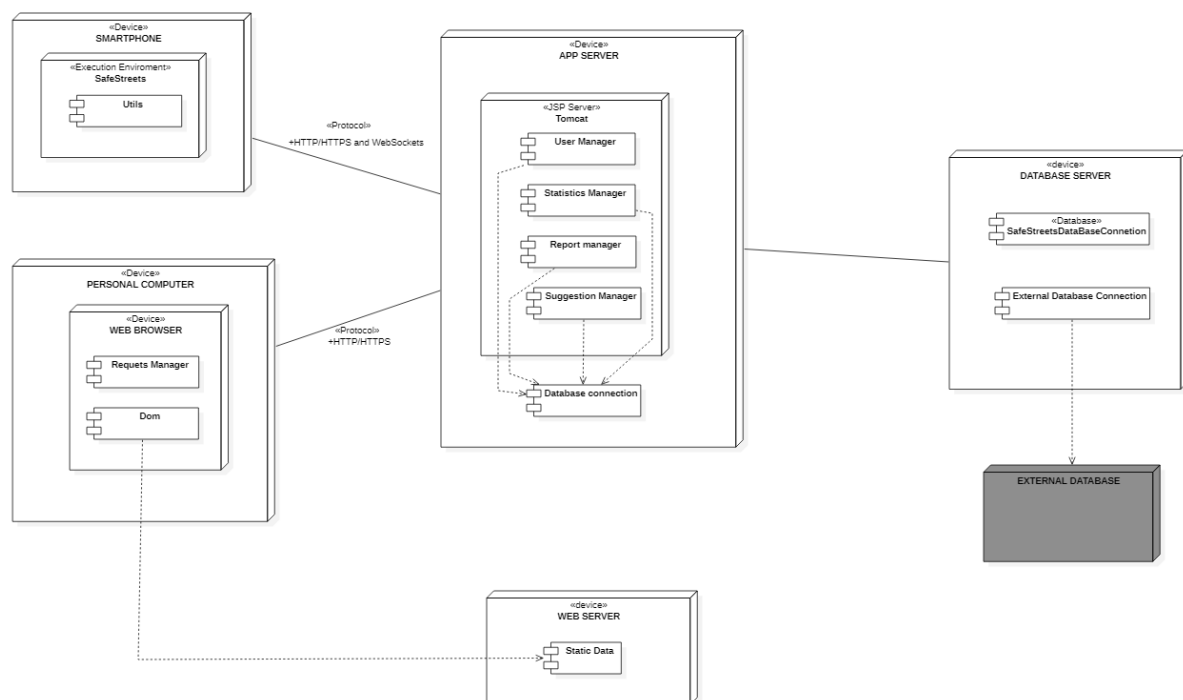 «Device»
SMARTPHONE
«Execution Enviroment»
SafeStreets
Utils
«Protocol»
+HTTP/HTTPS and WebSockets
«Device»
PERSONAL COMPUTER
«Device»
WEB BROWSER
Requets Manager
Dom
«Protocol»
+HTTP/HTTPS
«Device»
APP SERVER
«JSP Server»
Tomcat
User Manager
Statistics Manager
Report manager
Suggestion Manager
Database connection
«device»
DATABASE SERVER
«Database»
SafeStreetsDataBaseConnetion
External Database Connection
EXTERNAL DATABASE
«device»
WEB SERVER
Static Data